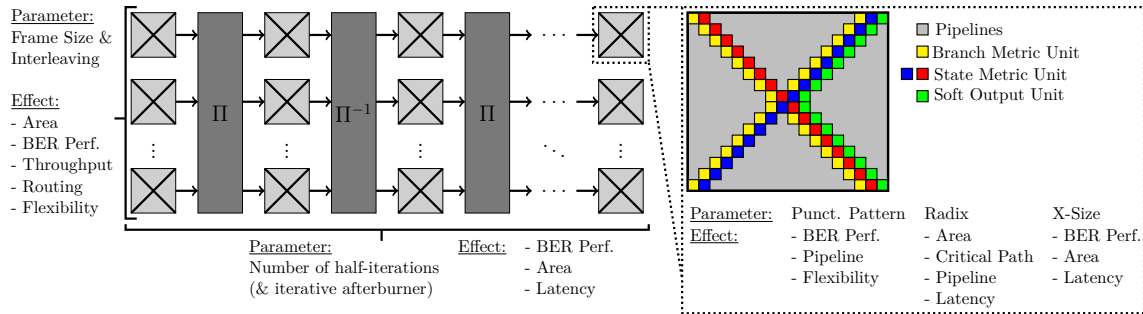 Parameter:
Frame Size &
Interleaving
Effect:
- Area
- BER Perf.
- Throughput
- Routing
- Flexibility
Π
Π−1
Π
Parameter:
Number of half-iterations
(& iterative afterburner)
Effect:
- BER Perf.
- Area
- Latency
Pipelines
Branch Metric Unit
State Metric Unit
Soft Output Unit
Parameter: Punct. Pattern Radix X-Size
Effect: - BER Perf. - Area - BER Perf.
- Pipeline - Critical Path - Area
- Flexibility - Pipeline - Latency
- Latency